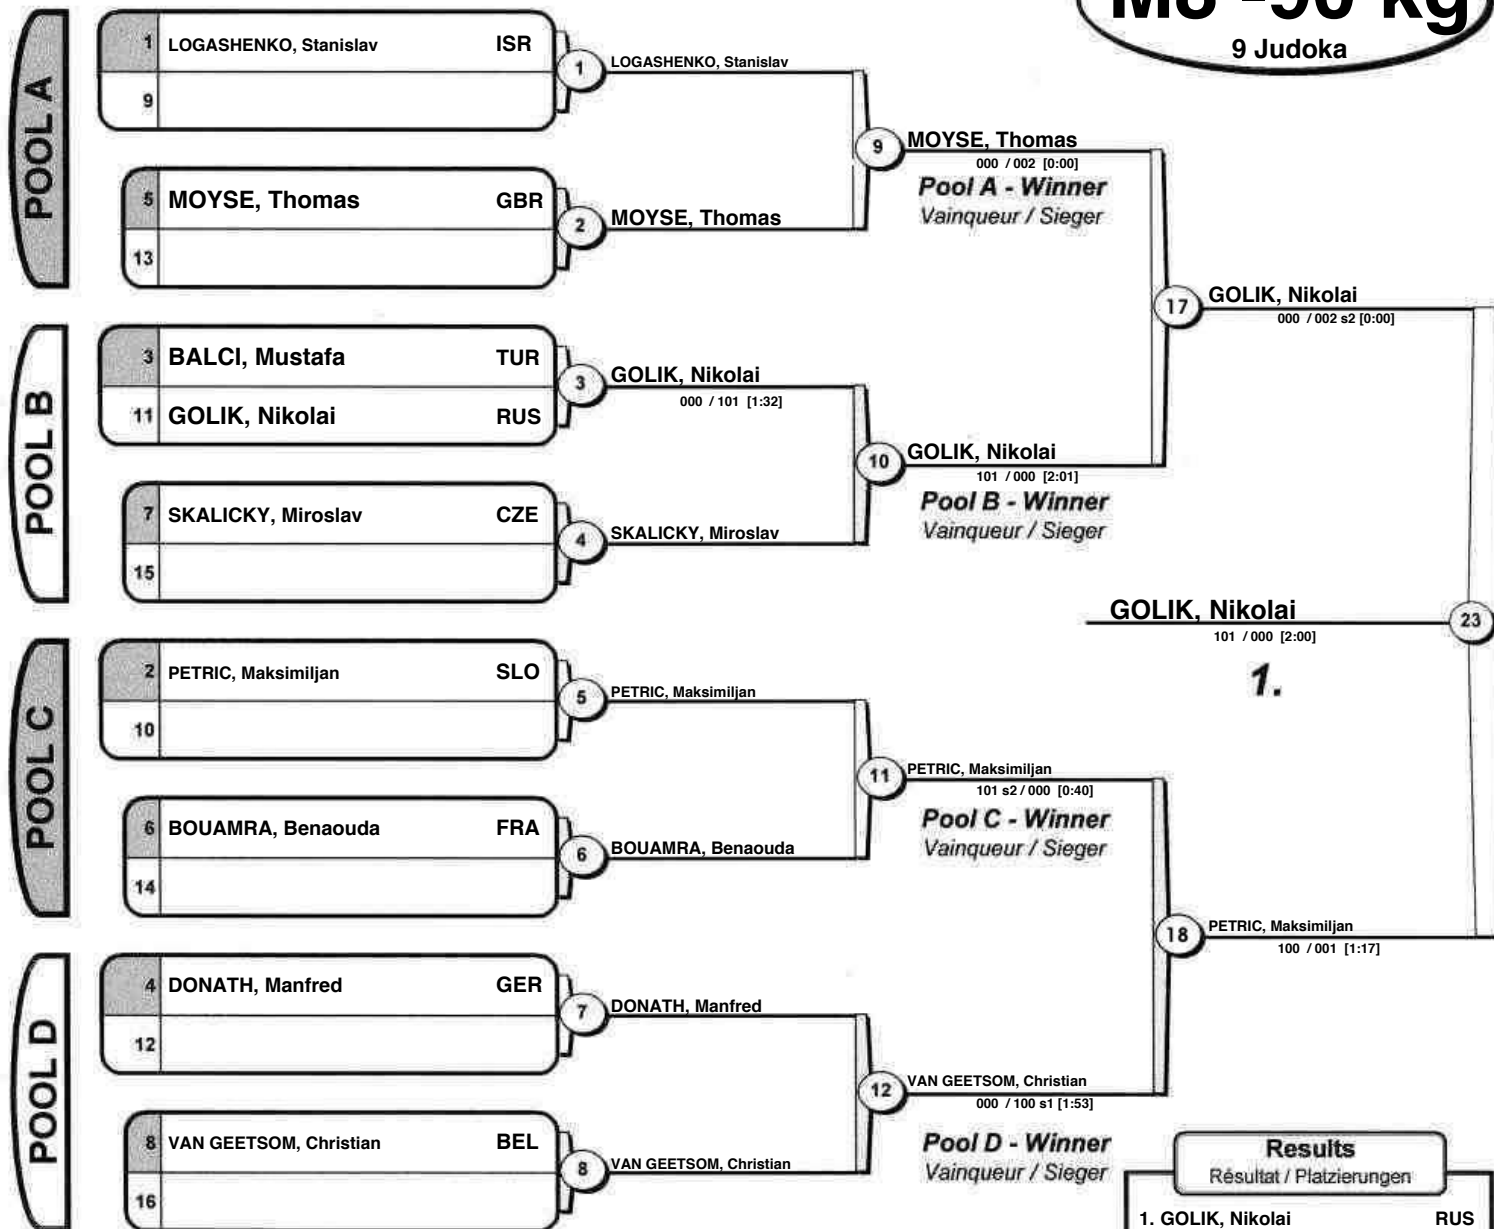 M8 -90 kg
9 Judoka
POOL A
1 LOGASHENKO, Stanislav ISR
9
5 MOYSE, Thomas GBR
13
1 LOGASHENKO, Stanislav
2 MOYSE, Thomas
9 MOYSE, Thomas
000 / 002 [0:00]
Pool A - Winner
Vainqueur / Sieger
POOL B
3 BALCI, Mustafa TUR
11 GOLIK, Nikolai RUS
7 SKALICKY, Miroslav CZE
15
3 GOLIK, Nikolai
000 / 101 [1:32]
4 SKALICKY, Miroslav
10 GOLIK, Nikolai
101 / 000 [2:01]
Pool B - Winner
Vainqueur / Sieger
17 GOLIK, Nikolai
000 / 002 s2 [0:00]
GOLIK, Nikolai 23
101 / 000 [2:00]
1.
POOL C
2 PETRIC, Maksimiljan SLO
10
6 BOUAMRA, Benaouda FRA
14
5 PETRIC, Maksimiljan
6 BOUAMRA, Benaouda
11 PETRIC, Maksimiljan
101 s2 / 000 [0:40]
Pool C - Winner
Vainqueur / Sieger
POOL D
4 DONATH, Manfred GER
12
8 VAN GEETSOM, Christian BEL
16
7 DONATH, Manfred
8 VAN GEETSOM, Christian
12 VAN GEETSOM, Christian
000 / 100 s1 [1:53]
Pool D - Winner
Vainqueur / Sieger
18 PETRIC, Maksimiljan
100 / 001 [1:17]
Results
Résultat / Platzierungen
1. GOLIK, Nikolai RUS